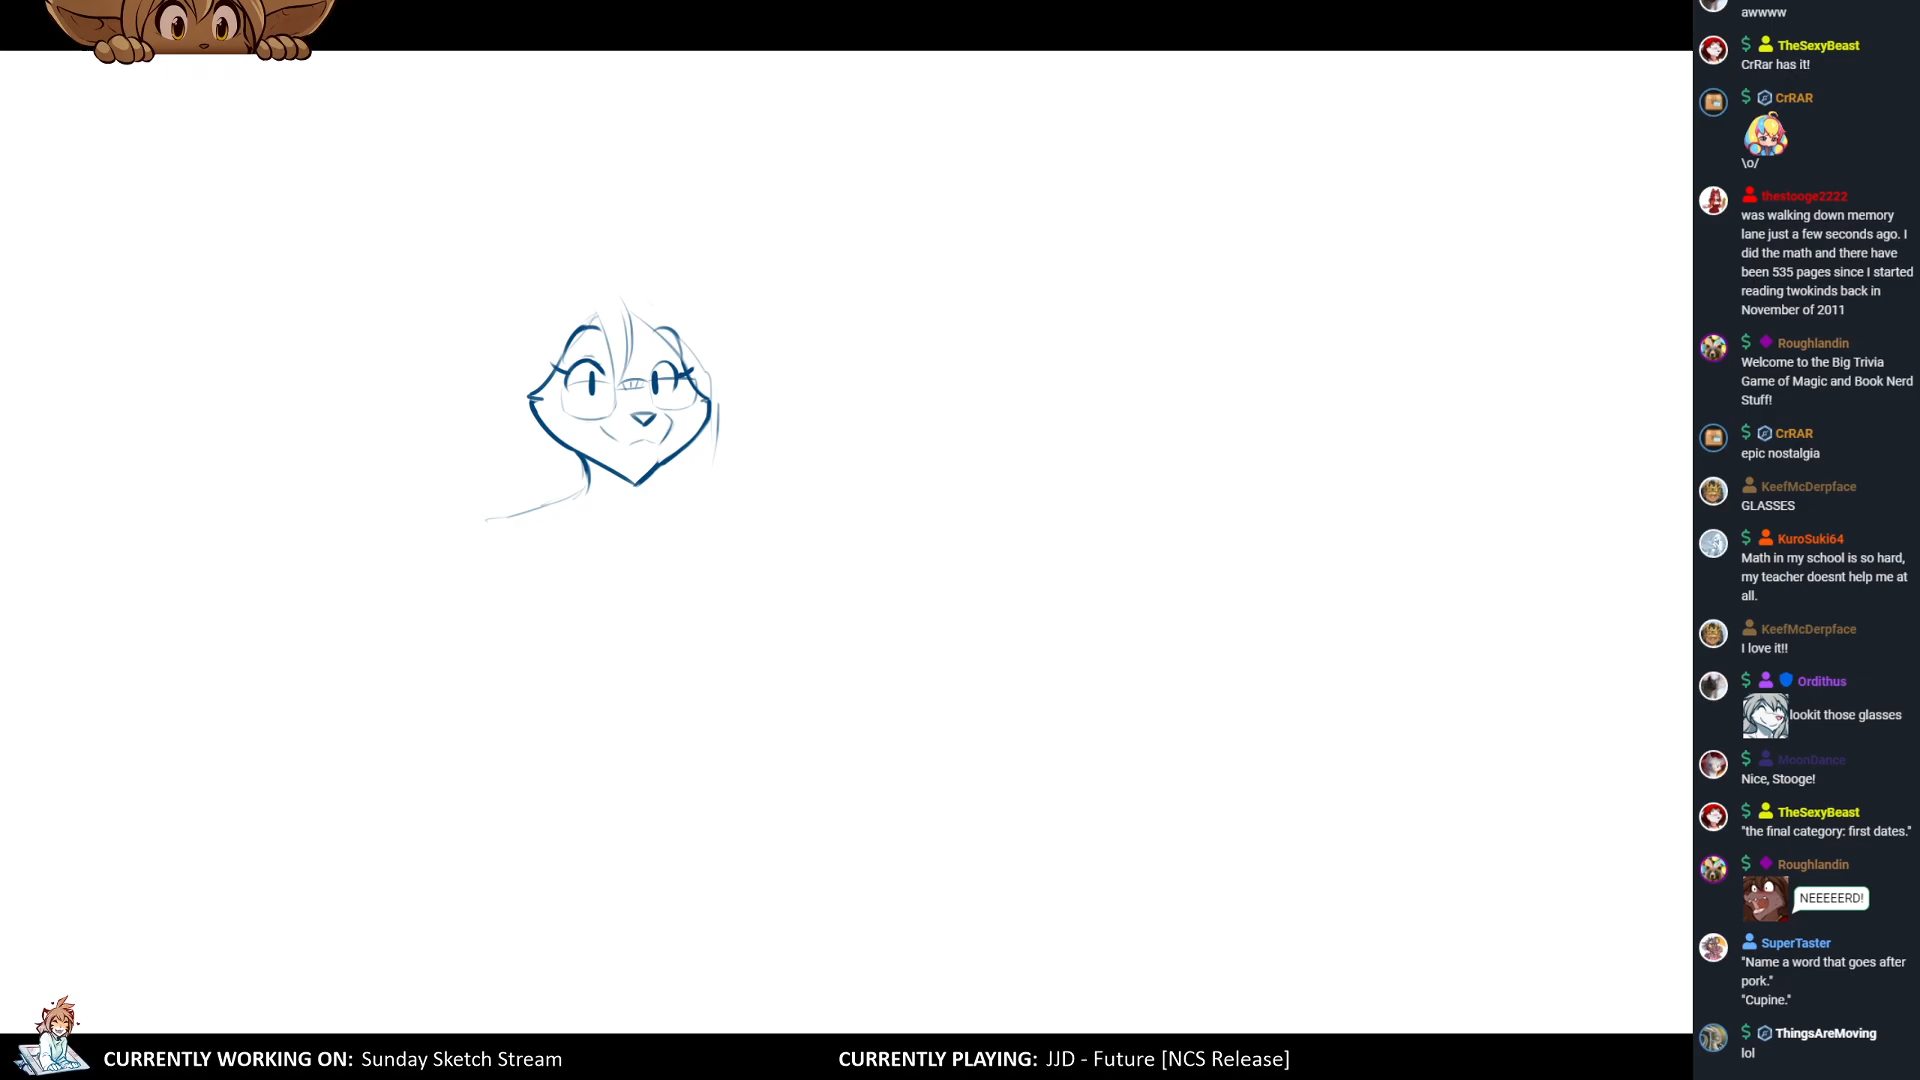 awwww
TheSexyBeast
CrRar has it!
CrRAR
\o/
thestooge2222
was walking down memory
lane just a few seconds ago. I
did the math and there have
been 535 pages since I started
reading twokinds back in
November of 2011
Roughlandin
Welcome to the Big Trivia
Game of Magic and Book Nerd
Stuff!
CrRAR
epic nostalgia
KeefMcDerpface
GLASSES
KuroSuki64
Math in my school is so hard,
my teacher doesnt help me at
all.
KeefMcDerpface
I love it!!
Ordithus
lookit those glasses
MoonDance
Nice, Stooge!
TheSexyBeast
"the final category: first dates."
Roughlandin
NEEEEERD!
SuperTaster
"Name a word that goes after
pork."
"Cupine."
ThingsAreMoving
lol
CURRENTLY WORKING ON: Sunday Sketch Stream
CURRENTLY PLAYING: JJD - Future [NCS Release]